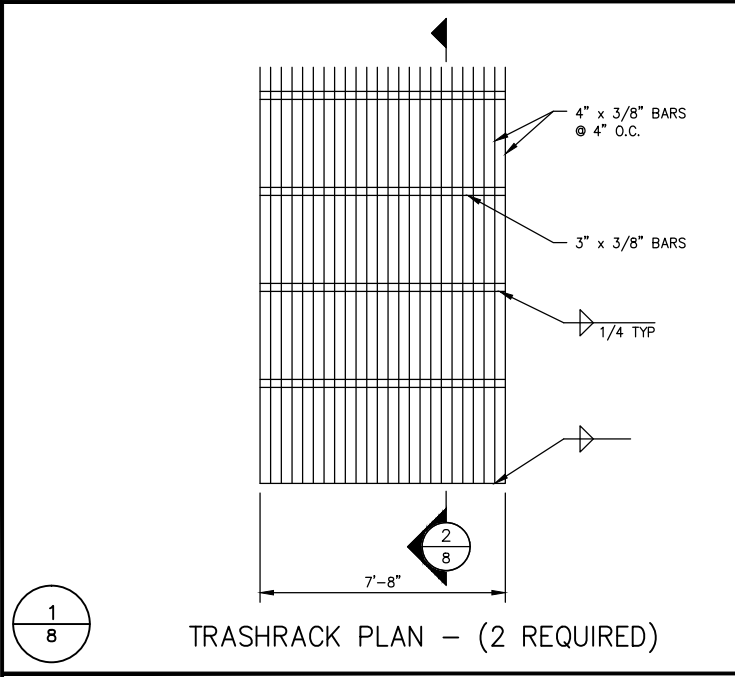 4" x 3/8" BARS
@ 4" O.C.
3" x 3/8" BARS
1/4 TYP
2
8
7'-8"
1
8
TRASHRACK PLAN - (2 REQUIRED)